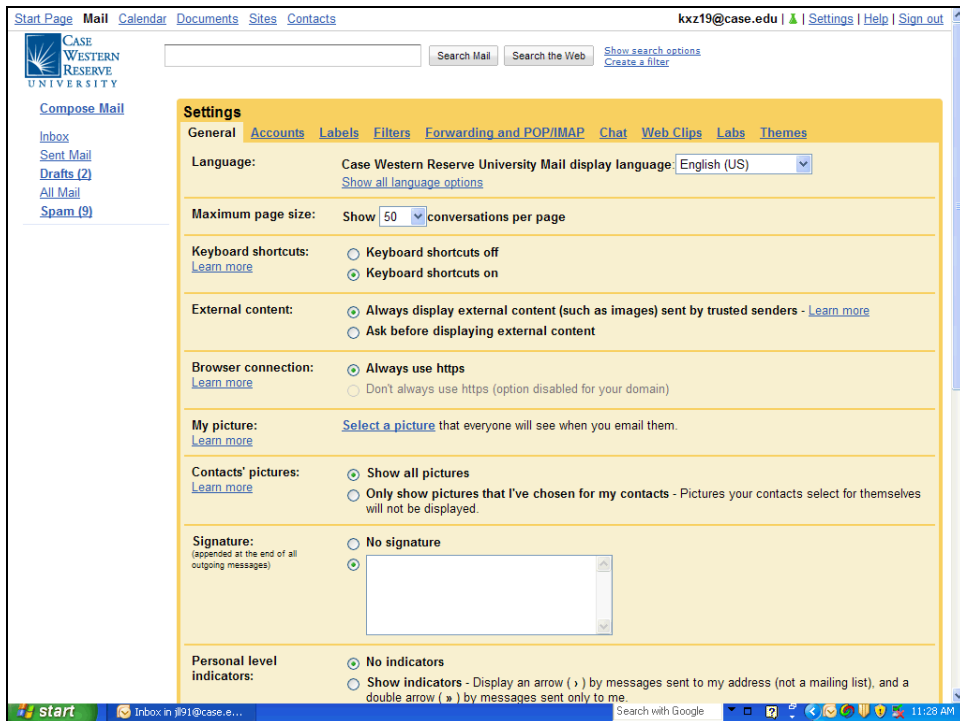 Start Page Mail Calendar Documents Sites Contacts
kxz19@case.edu | Settings | Help | Sign out
CASE
WESTERN
RESERVE
UNIVERSITY
Search Mail Search the Web
Show search options
Create a filter
Compose Mail
Inbox
Sent Mail
Drafts (2)
All Mail
Spam (9)
Settings
General Accounts Labels Filters Forwarding and POP/IMAP Chat Web Clips Labs Themes
Language:
Case Western Reserve University Mail display language: English (US)
Show all language options
Maximum page size:
Show 50 conversations per page
Keyboard shortcuts:
Learn more
Keyboard shortcuts off
Keyboard shortcuts on
External content:
Always display external content (such as images) sent by trusted senders - Learn more
Ask before displaying external content
Browser connection:
Learn more
Always use https
Don't always use https (option disabled for your domain)
My picture:
Learn more
Select a picture that everyone will see when you email them.
Contacts' pictures:
Learn more
Show all pictures
Only show pictures that I've chosen for my contacts - Pictures your contacts select for themselves
will not be displayed.
Signature:
(appended at the end of all
outgoing messages)
No signature
Personal level
indicators:
No indicators
Show indicators - Display an arrow ( › ) by messages sent to my address (not a mailing list), and a
double arrow ( » ) by messages sent only to me.
start
Inbox in jll91@case.e...
Search with Google
11:28 AM